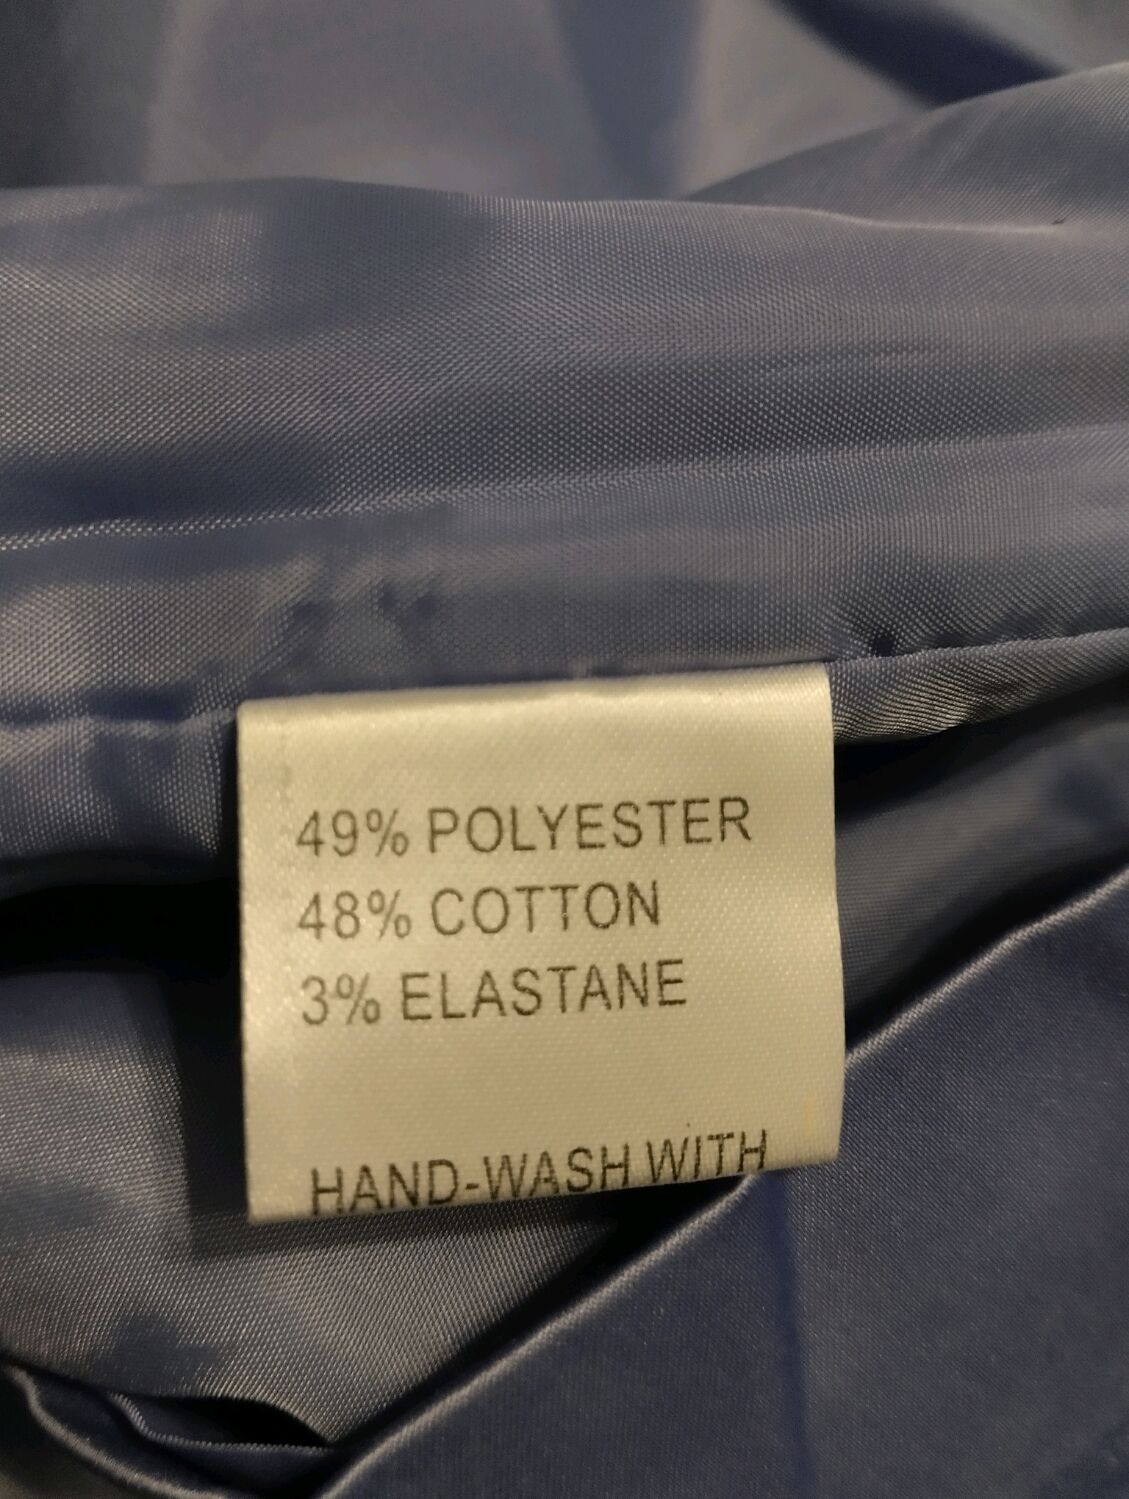 49% POLYESTER
48% COTTON
3% ELASTANE
HAND-WASH WITH